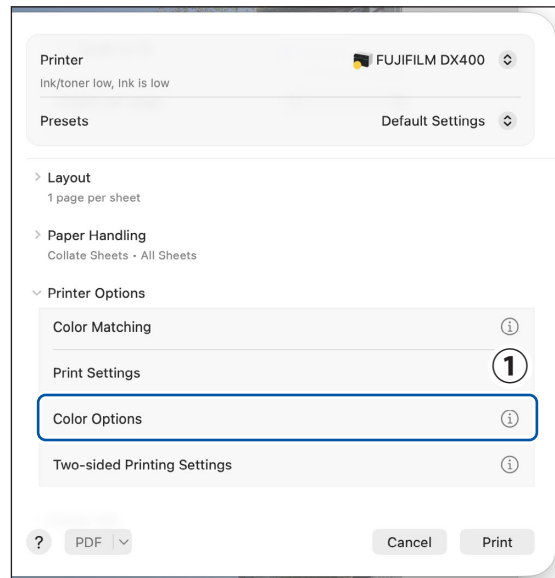 Printer FUJIFILM DX400
Ink/toner low, Ink is low
Presets Default Settings
Layout
1 page per sheet
Paper Handling
Collate Sheets • All Sheets
Printer Options
Color Matching
Print Settings 1
Color Options
Two-sided Printing Settings
? PDF Cancel Print